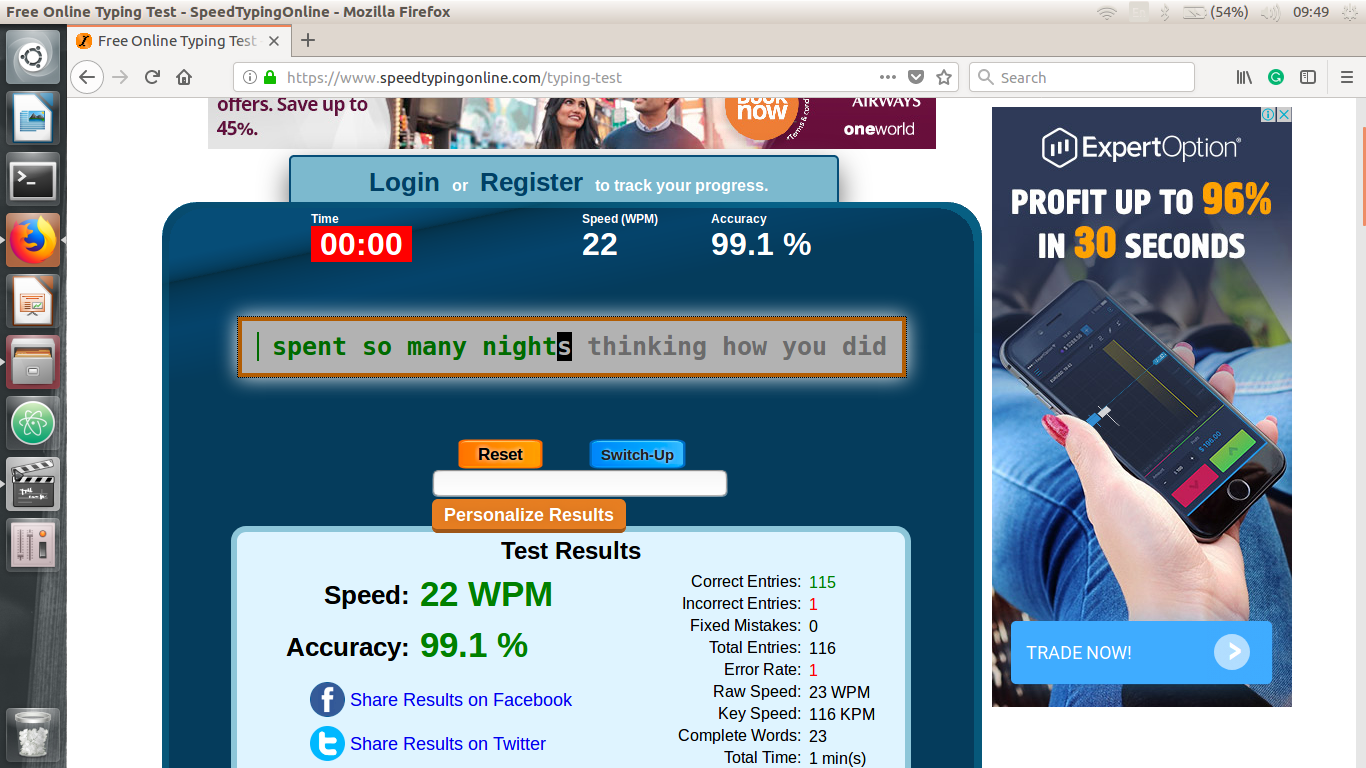 Free Online Typing Test - SpeedTypingOnline - Mozilla Firefox
(54%)
09:49
Free Online Typing Test
https://www.speedtypingonline.com/typing-test
Search
offers. Save up to
45%.
BOOK
now
AIRWAYS
oneworld
Login or Register to track your progress.
Time
Speed (WPM)
Accuracy
00:00
22
99.1 %
spent so many nights thinking how you did
Reset
Switch-Up
Personalize Results
Test Results
Speed: 22 WPM
Accuracy: 99.1 %
Share Results on Facebook
Share Results on Twitter
Correct Entries: 115
Incorrect Entries: 1
Fixed Mistakes: 0
Total Entries: 116
Error Rate: 1
Raw Speed: 23 WPM
Key Speed: 116 KPM
Complete Words: 23
Total Time: 1 min(s)
ExpertOption
PROFIT UP TO 96%
IN 30 SECONDS
TRADE NOW!